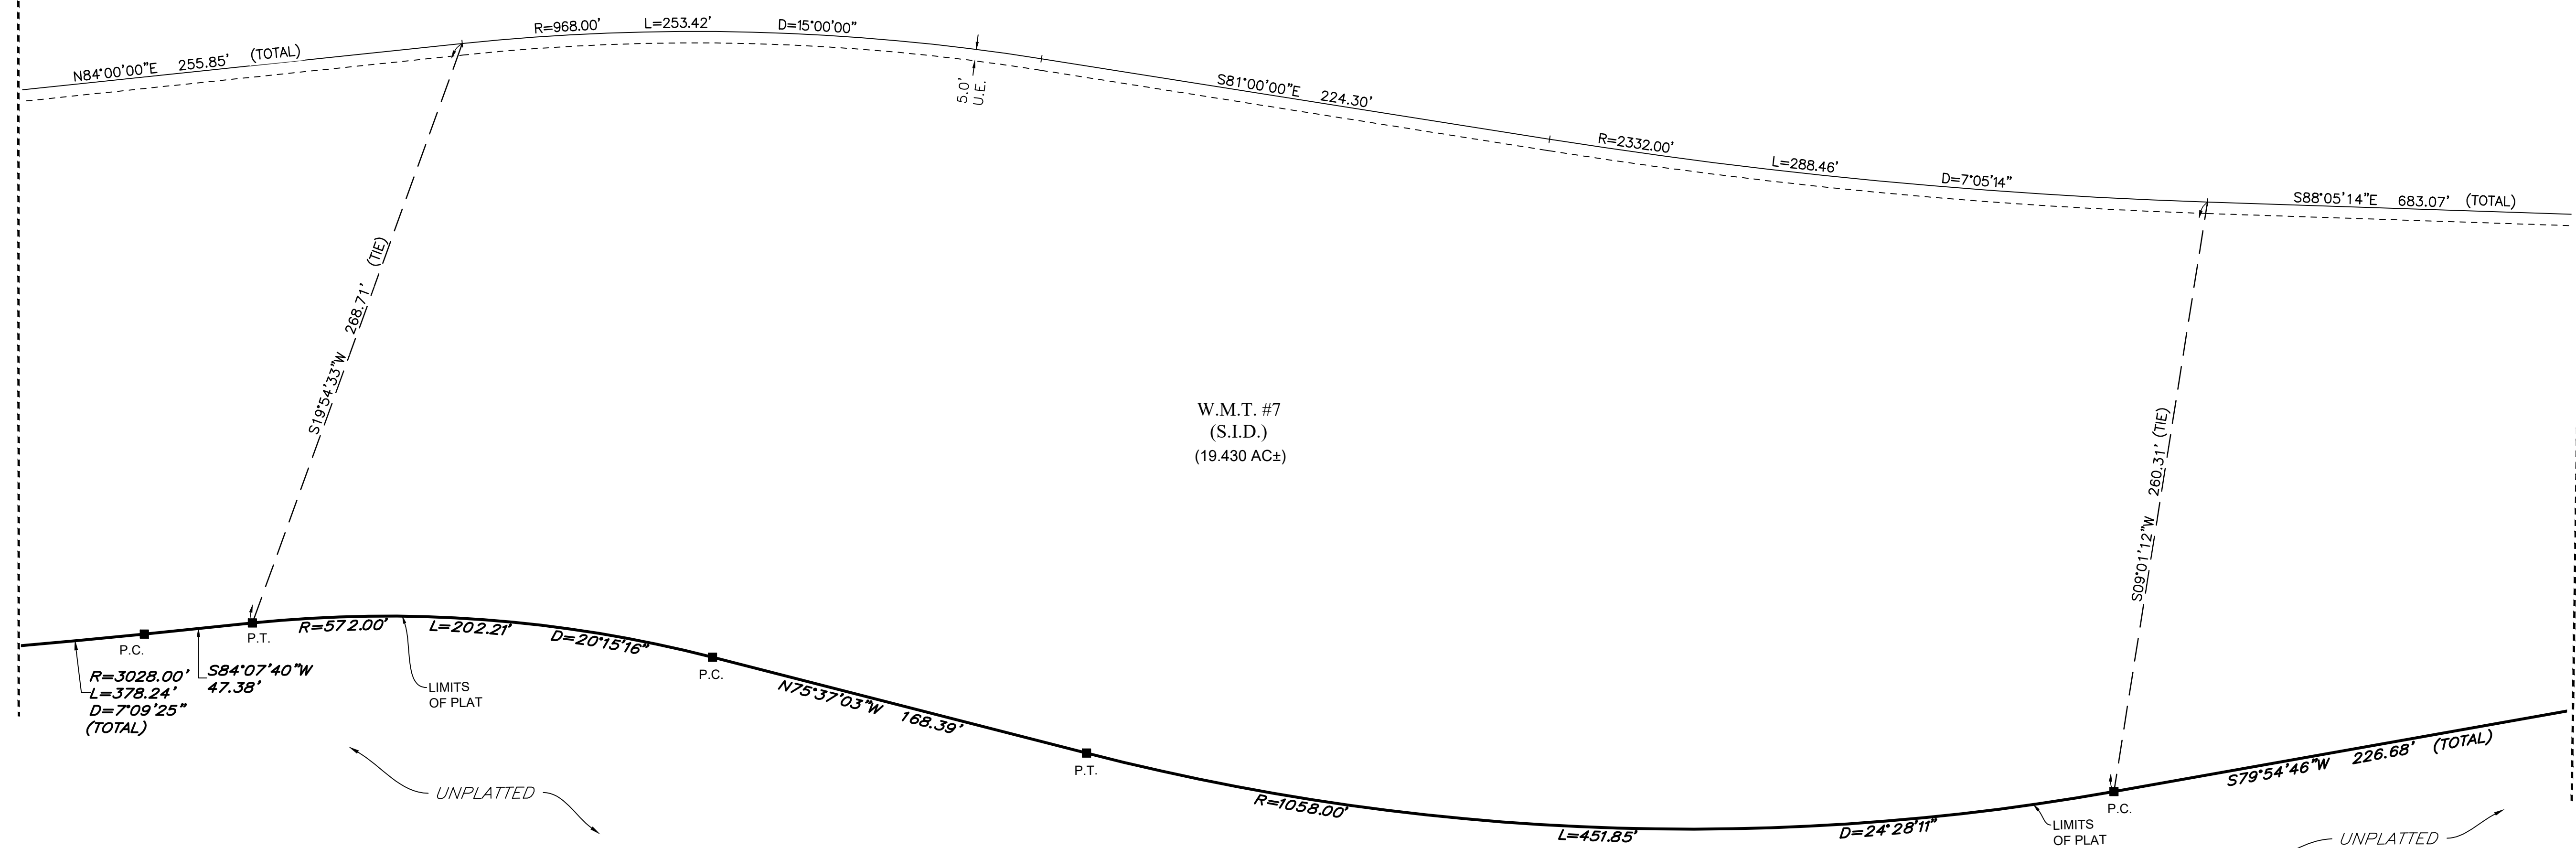 N84°00'00"E 255.85' (TOTAL)
R=968.00' L=253.42' D=15°00'00"
5.0'
U.E.
S81°00'00"E 224.30'
R=2332.00' L=288.46' D=7°05'14"
S88°05'14"E 683.07' (TOTAL)
S19°54'33"W 268.71' (TIE)
W.M.T. #7
(S.I.D.)
(19.430 AC±)
S09°01'12"W 260.31' (TIE)
P.C.
R=3028.00'
L=378.24'
D=7°09'25"
(TOTAL)
S84°07'40"W
47.38'
P.T.
R=572.00' L=202.21' D=20°15'16"
LIMITS
OF PLAT
P.C.
N75°37'03"W 168.39'
P.T.
R=1058.00' L=451.85' D=24°28'11"
LIMITS
OF PLAT
P.C.
S79°54'46"W 226.68' (TOTAL)
UNPLATTED
UNPLATTED